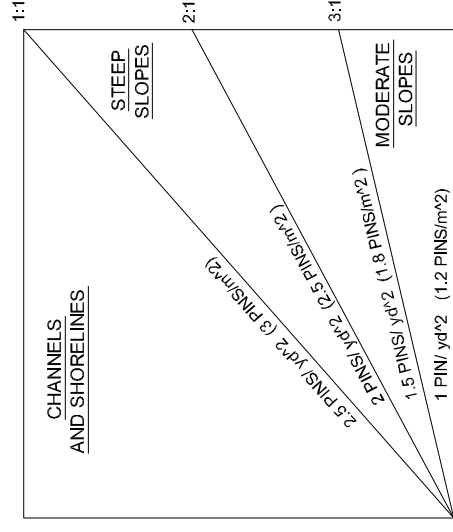 1:1
2:1
3:1
STEEP
SLOPES
MODERATE
SLOPES
CHANNELS
AND SHORELINES
2.5 PINS/ yd^2 (3 PINS/m^2)
2 PINS/ yd^2 (2.5 PINS/m^2 )
1.5 PINS/ yd^2 (1.8 PINS/m^2 )
1 PIN/ yd^2 (1.2 PINS/m^2)